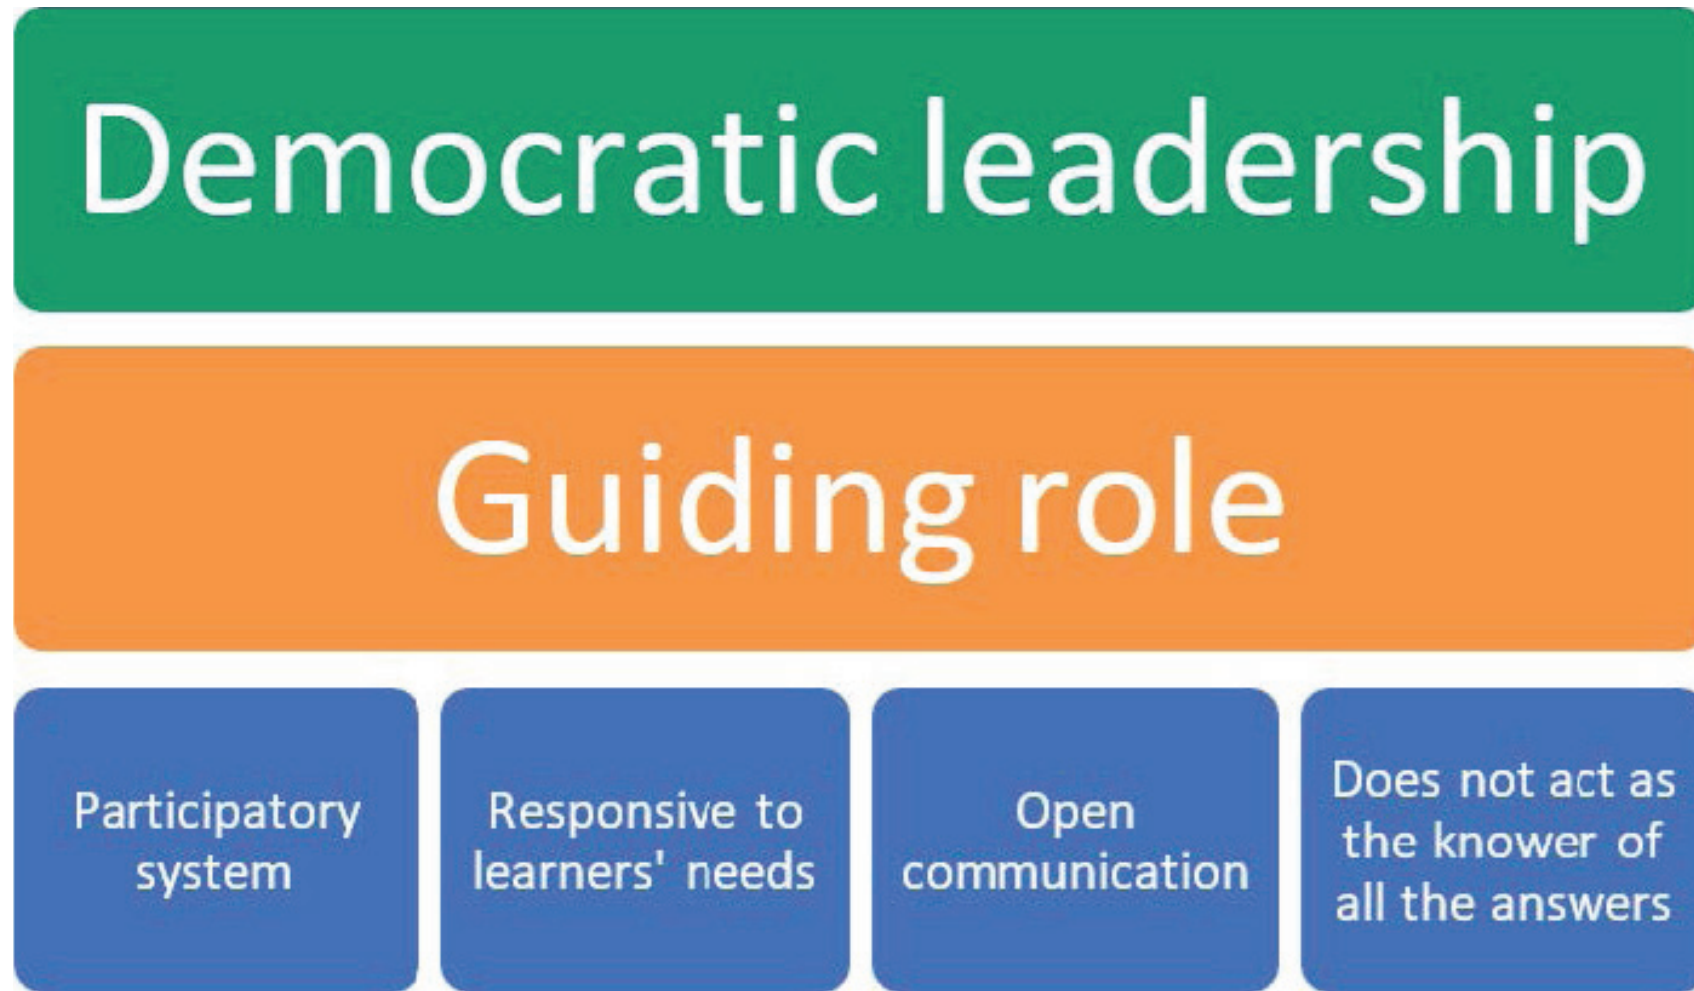 Democratic leadership
Guiding role
Participatory
system
Responsive to
learners' needs
Open
communication
Does not act as
the knower of
all the answers